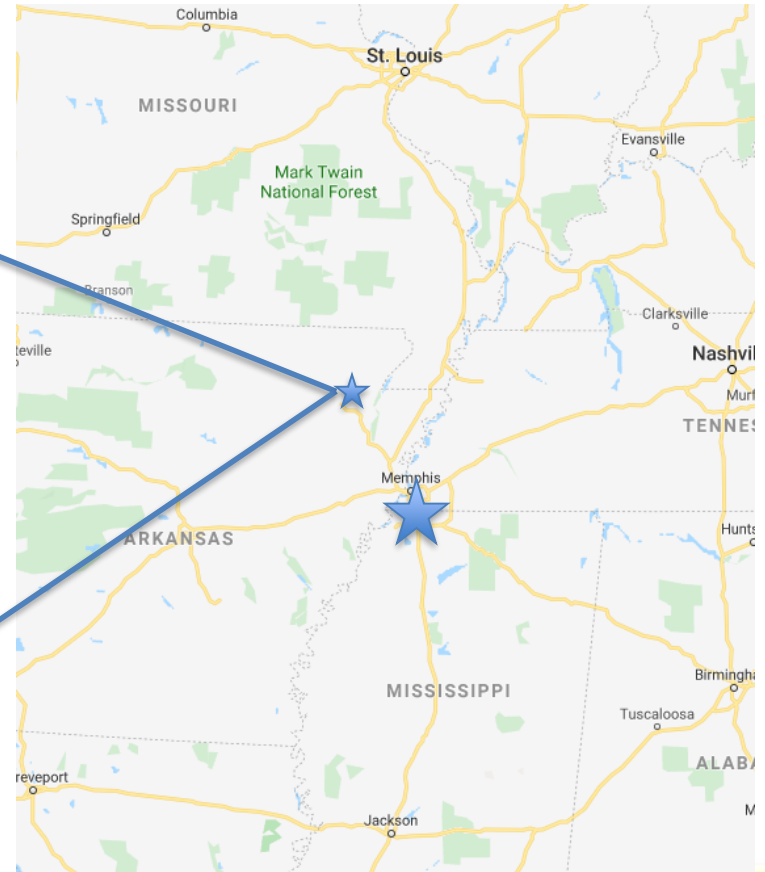 Columbia
St. Louis
MISSOURI
Evansville
Mark Twain
National Forest
Springfield
Branson
Clarksville
teville
Nashvil
Murf
TENNES
Memphis
Hunts
ARKANSAS
Birmingha
MISSISSIPPI
Tuscaloosa
ALABA
reveport
M
Jackson